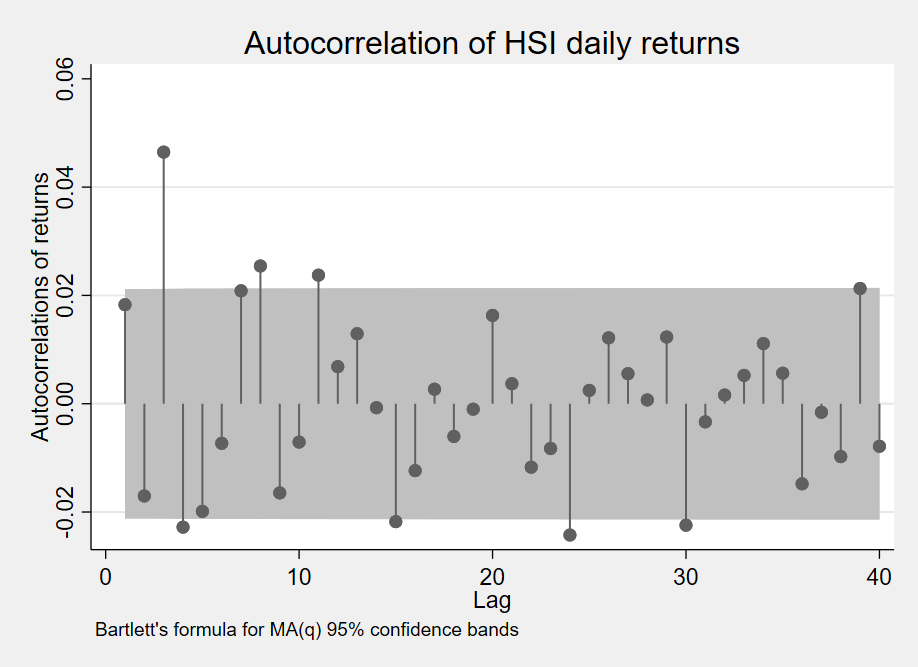 Autocorrelation of HSI daily returns
Autocorrelations of returns
0.06
0.04
0.02
0.00
-0.02
0 10 20 30 40
Lag
Bartlett's formula for MA(q) 95% confidence bands